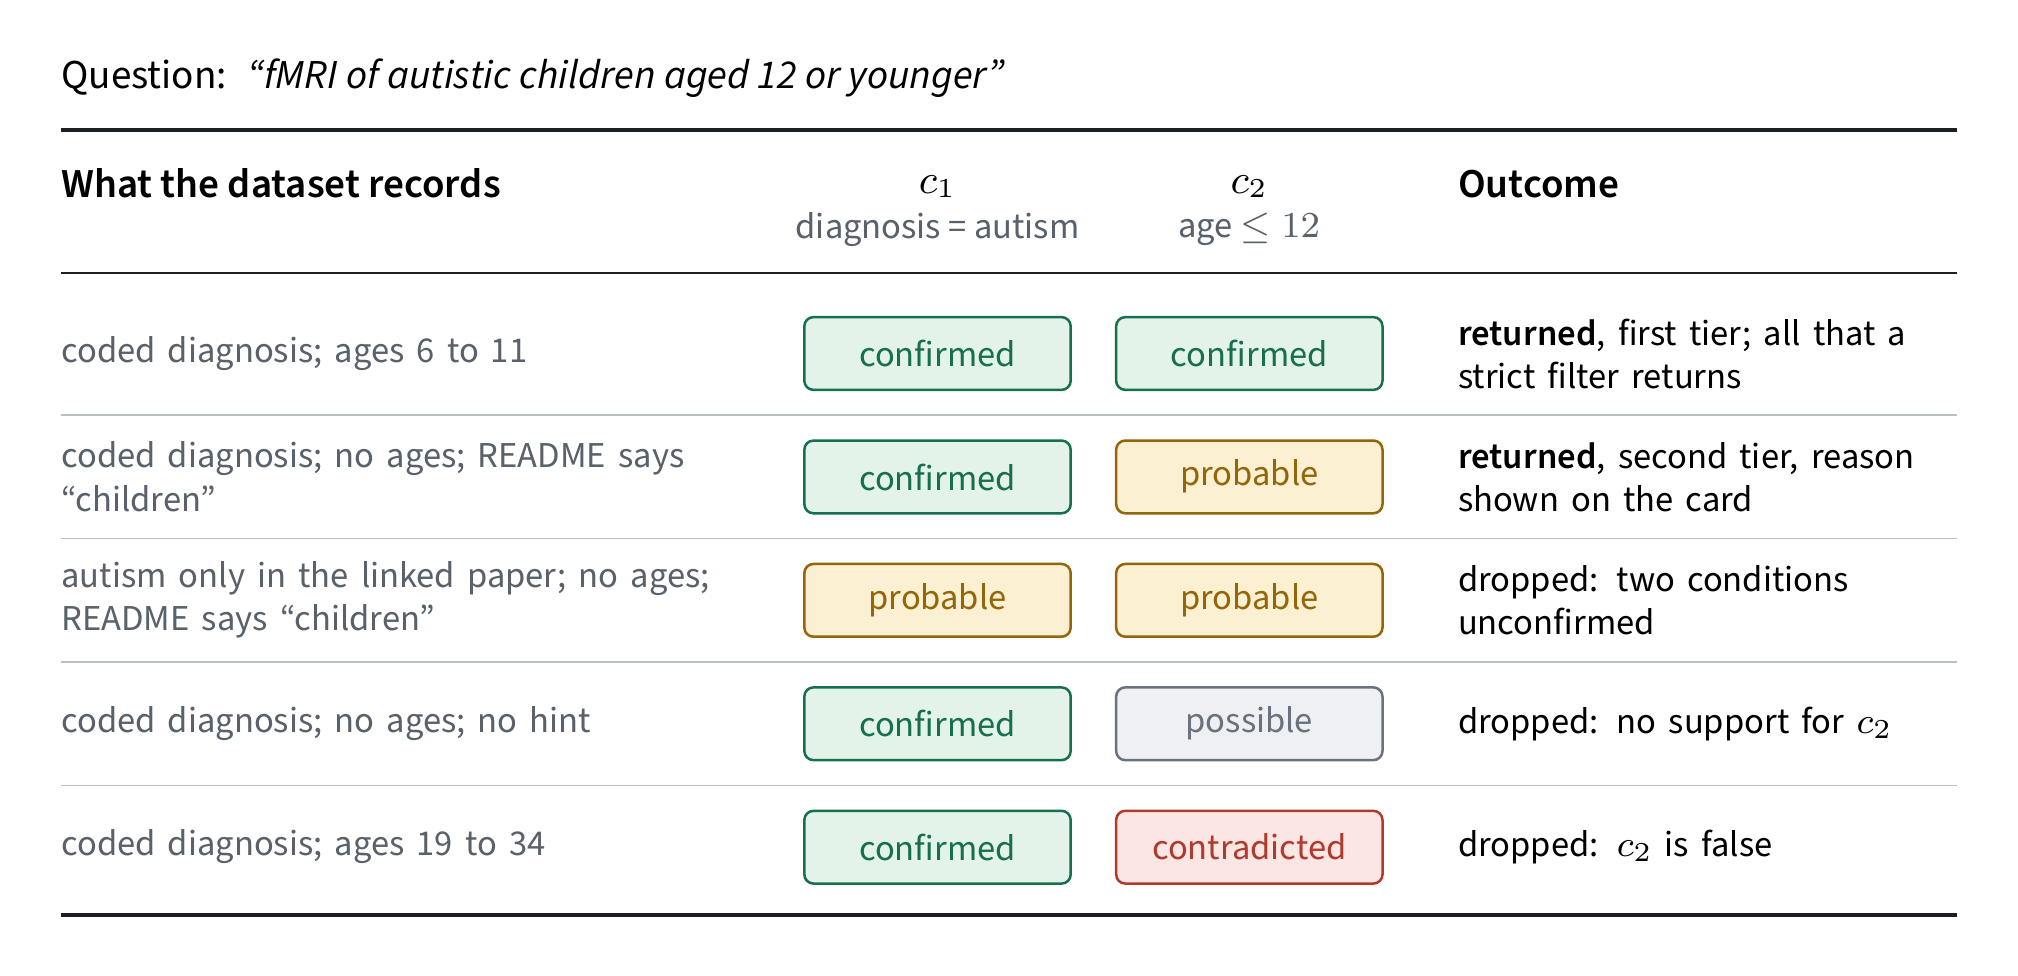 Question: “fMRI of autistic children aged 12 or younger”
What the dataset records
c₁
diagnosis = autism
c₂
age ≤ 12
Outcome
coded diagnosis; ages 6 to 11
confirmed
confirmed
returned, first tier; all that a
strict filter returns
coded diagnosis; no ages; README says
“children”
confirmed
probable
returned, second tier, reason
shown on the card
autism only in the linked paper; no ages;
README says “children”
probable
probable
dropped: two conditions
unconfirmed
coded diagnosis; no ages; no hint
confirmed
possible
dropped: no support for c₂
coded diagnosis; ages 19 to 34
confirmed
contradicted
dropped: c₂ is false